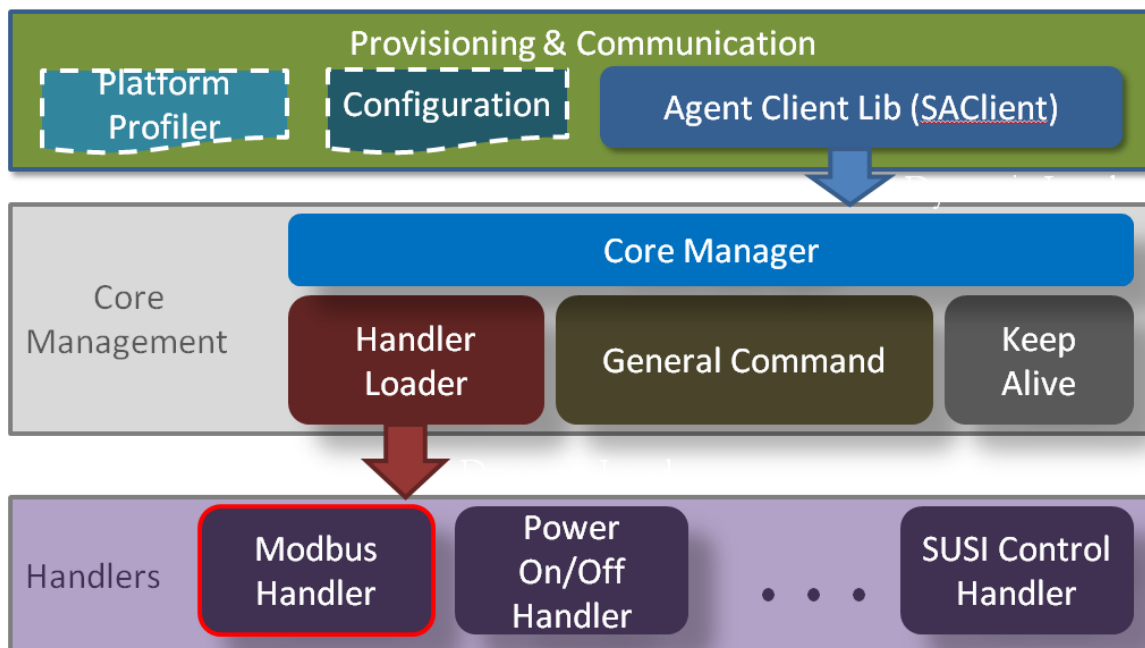 Provisioning & Communication
Platform
Profiler
Configuration
Agent Client Lib (SAClient)
Core
Management
Core Manager
Handler
Loader
General Command
Keep
Alive
Handlers
Modbus
Handler
Power
On/Off
Handler
. . .
SUSI Control
Handler